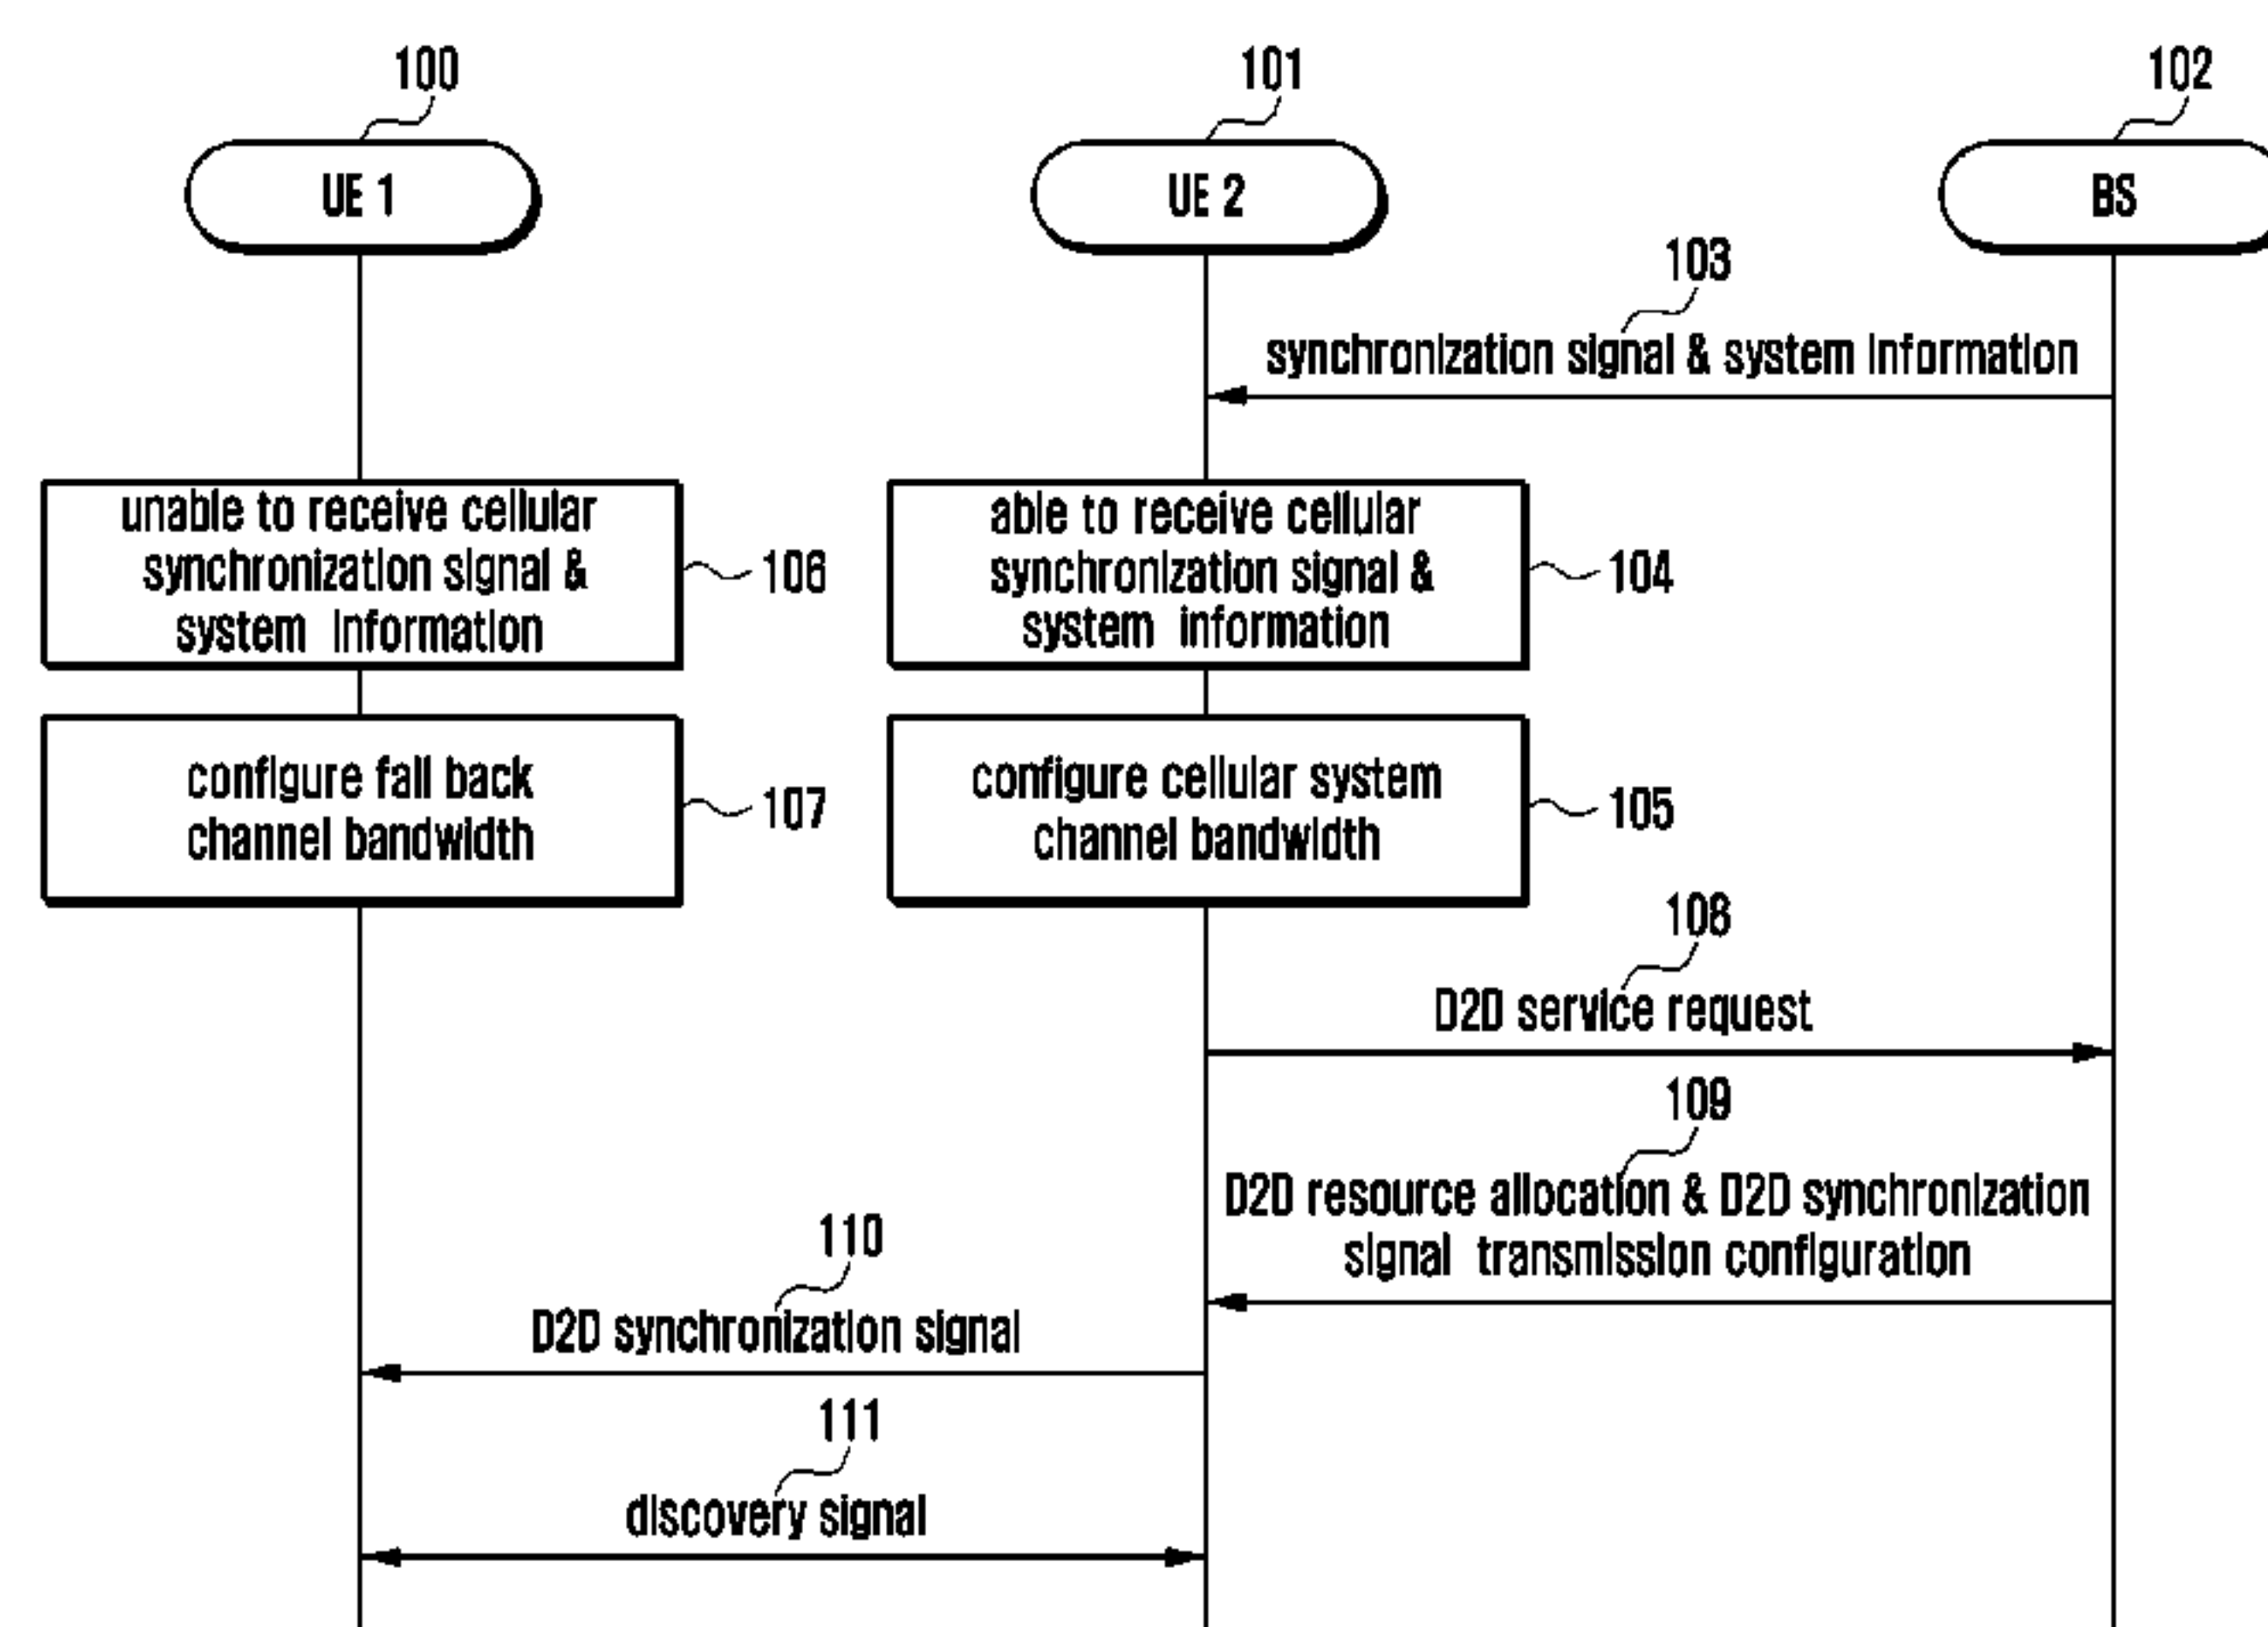 100
101
102
UE 1
UE 2
BS
103
synchronization signal & system information
unable to receive cellular
synchronization signal &
system information
106
able to receive cellular
synchronization signal &
system information
104
configure fall back
channel bandwidth
107
configure cellular system
channel bandwidth
105
108
D2D service request
109
D2D resource allocation & D2D synchronization
signal transmission configuration
110
D2D synchronization signal
111
discovery signal